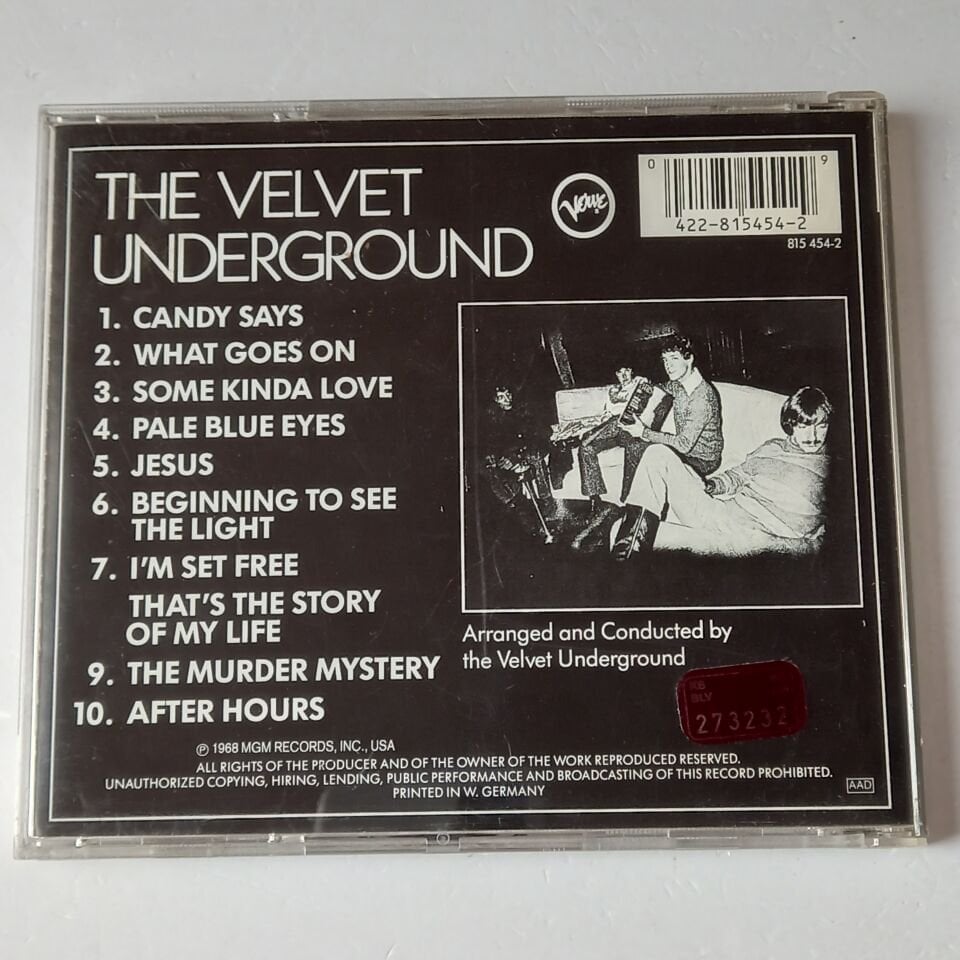 THE VELVET
UNDERGROUND
VERVE
0
9
422-815454-2
815 454-2
1. CANDY SAYS
2. WHAT GOES ON
3. SOME KINDA LOVE
4. PALE BLUE EYES
5. JESUS
6. BEGINNING TO SEE
THE LIGHT
7. I'M SET FREE
THAT'S THE STORY
OF MY LIFE
9. THE MURDER MYSTERY
10. AFTER HOURS
Arranged and Conducted by
the Velvet Underground
KB
BLV
273232
℗ 1968 MGM RECORDS, INC., USA
ALL RIGHTS OF THE PRODUCER AND OF THE OWNER OF THE WORK REPRODUCED RESERVED.
UNAUTHORIZED COPYING, HIRING, LENDING, PUBLIC PERFORMANCE AND BROADCASTING OF THIS RECORD PROHIBITED.
PRINTED IN W. GERMANY
AAD